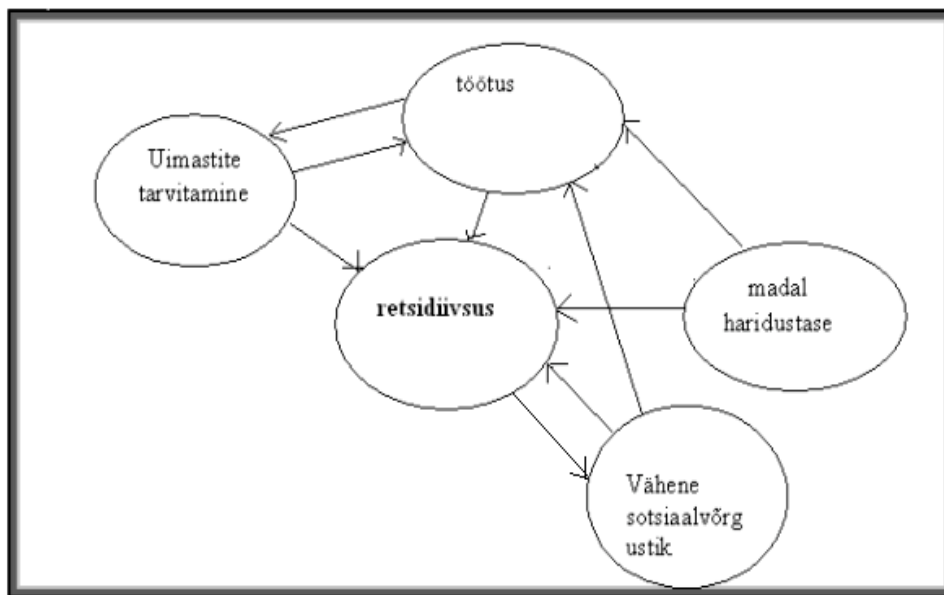 töötus
Uimastite
tarvitamine
retsidiivsus
madal
haridustase
Vähene
sotsiaalvõrg
ustik